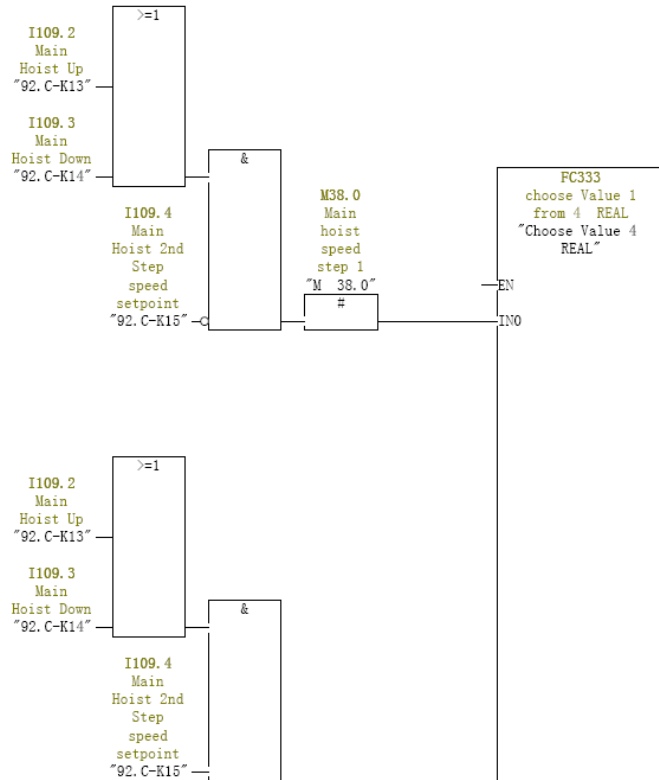 >=1
I109.2
Main
Hoist Up
"92.C-K13"
I109.3
Main
Hoist Down
"92.C-K14"
&
I109.4
Main
Hoist 2nd
Step
speed
setpoint
"92.C-K15"
M38.0
Main
hoist
speed
step 1
"M 38.0"
#
FC333
choose Value 1
from 4 REAL
"Choose Value 4
REAL"
EN
IN0
>=1
I109.2
Main
Hoist Up
"92.C-K13"
I109.3
Main
Hoist Down
"92.C-K14"
&
I109.4
Main
Hoist 2nd
Step
speed
setpoint
"92.C-K15"